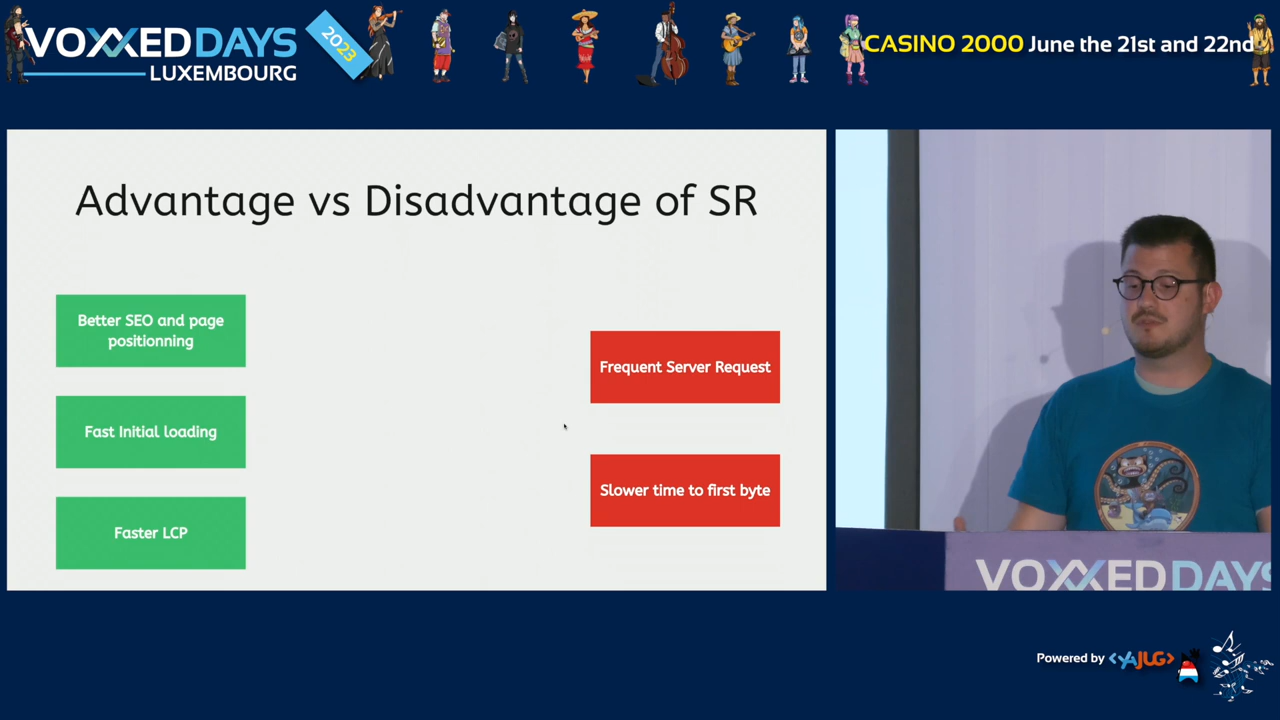 VOXXEDDAYS
LUXEMBOURG
2023
CASINO 2000 June the 21st and 22nd
Advantage vs Disadvantage of SR
Better SEO and page
positionning
Fast Initial loading
Faster LCP
Frequent Server Request
Slower time to first byte
VOXXEDDAYS
Powered by <YAJUG>